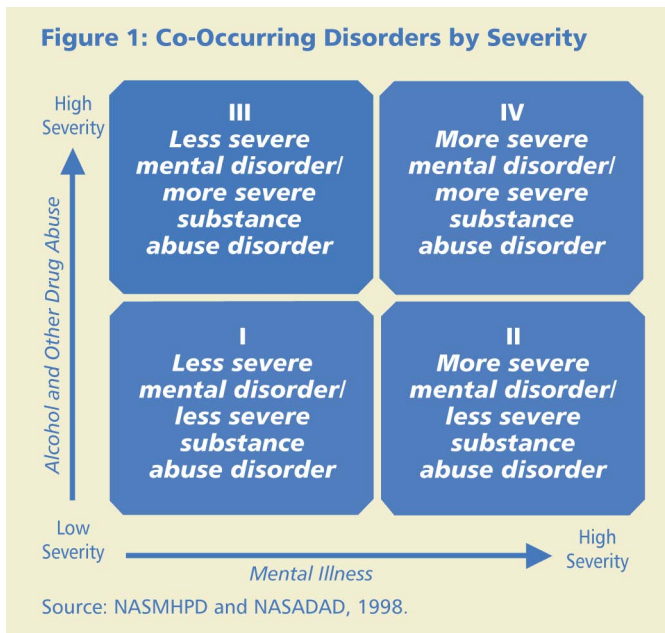 Figure 1: Co-Occurring Disorders by Severity
High
Severity
Alcohol and Other Drug Abuse
III
Less severe
mental disorder/
more severe
substance
abuse disorder
IV
More severe
mental disorder/
more severe
substance
abuse disorder
I
Less severe
mental disorder/
less severe
substance
abuse disorder
II
More severe
mental disorder/
less severe
substance
abuse disorder
Low
Severity
Mental Illness
High
Severity
Source: NASMHPD and NASADAD, 1998.